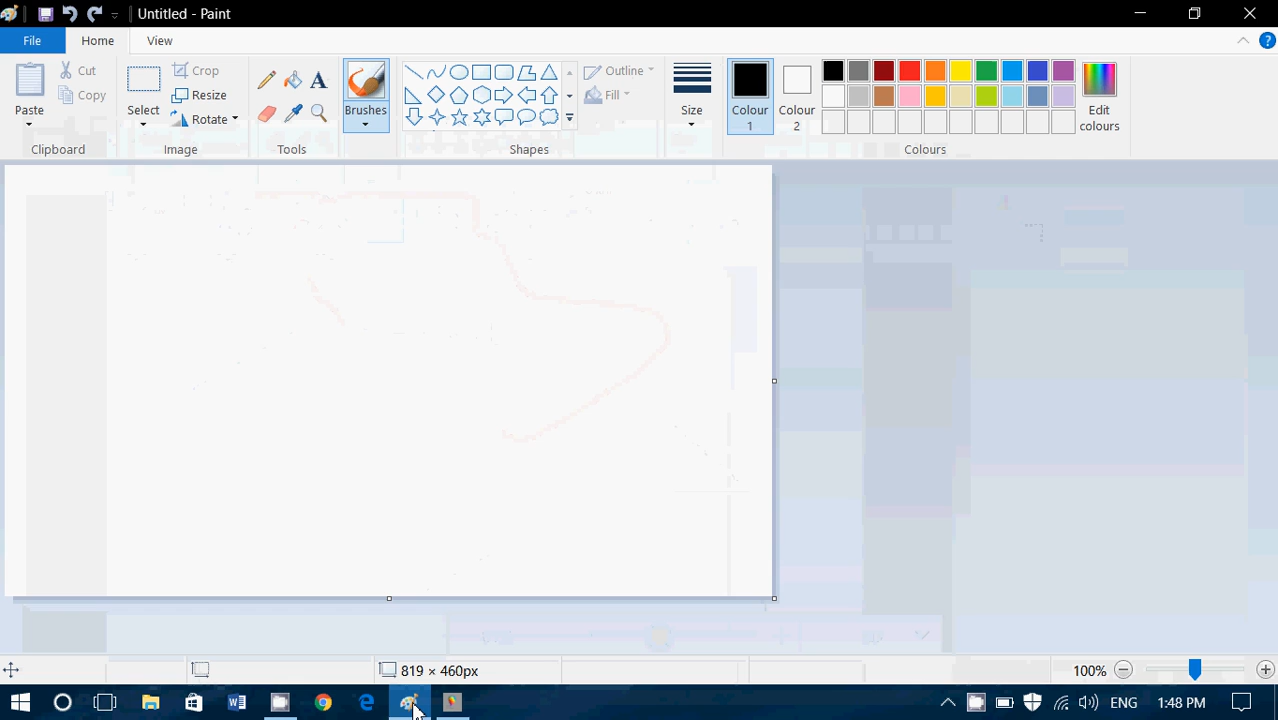 Untitled - Paint
File Home View
Paste
Cut
Copy
Clipboard
Select
Crop
Resize
Rotate
Image
Tools
Brushes
Shapes
Outline
Fill
Size
Colour 1
Colour 2
Edit colours
Colours
819 × 460px
100%
ENG 1:48 PM